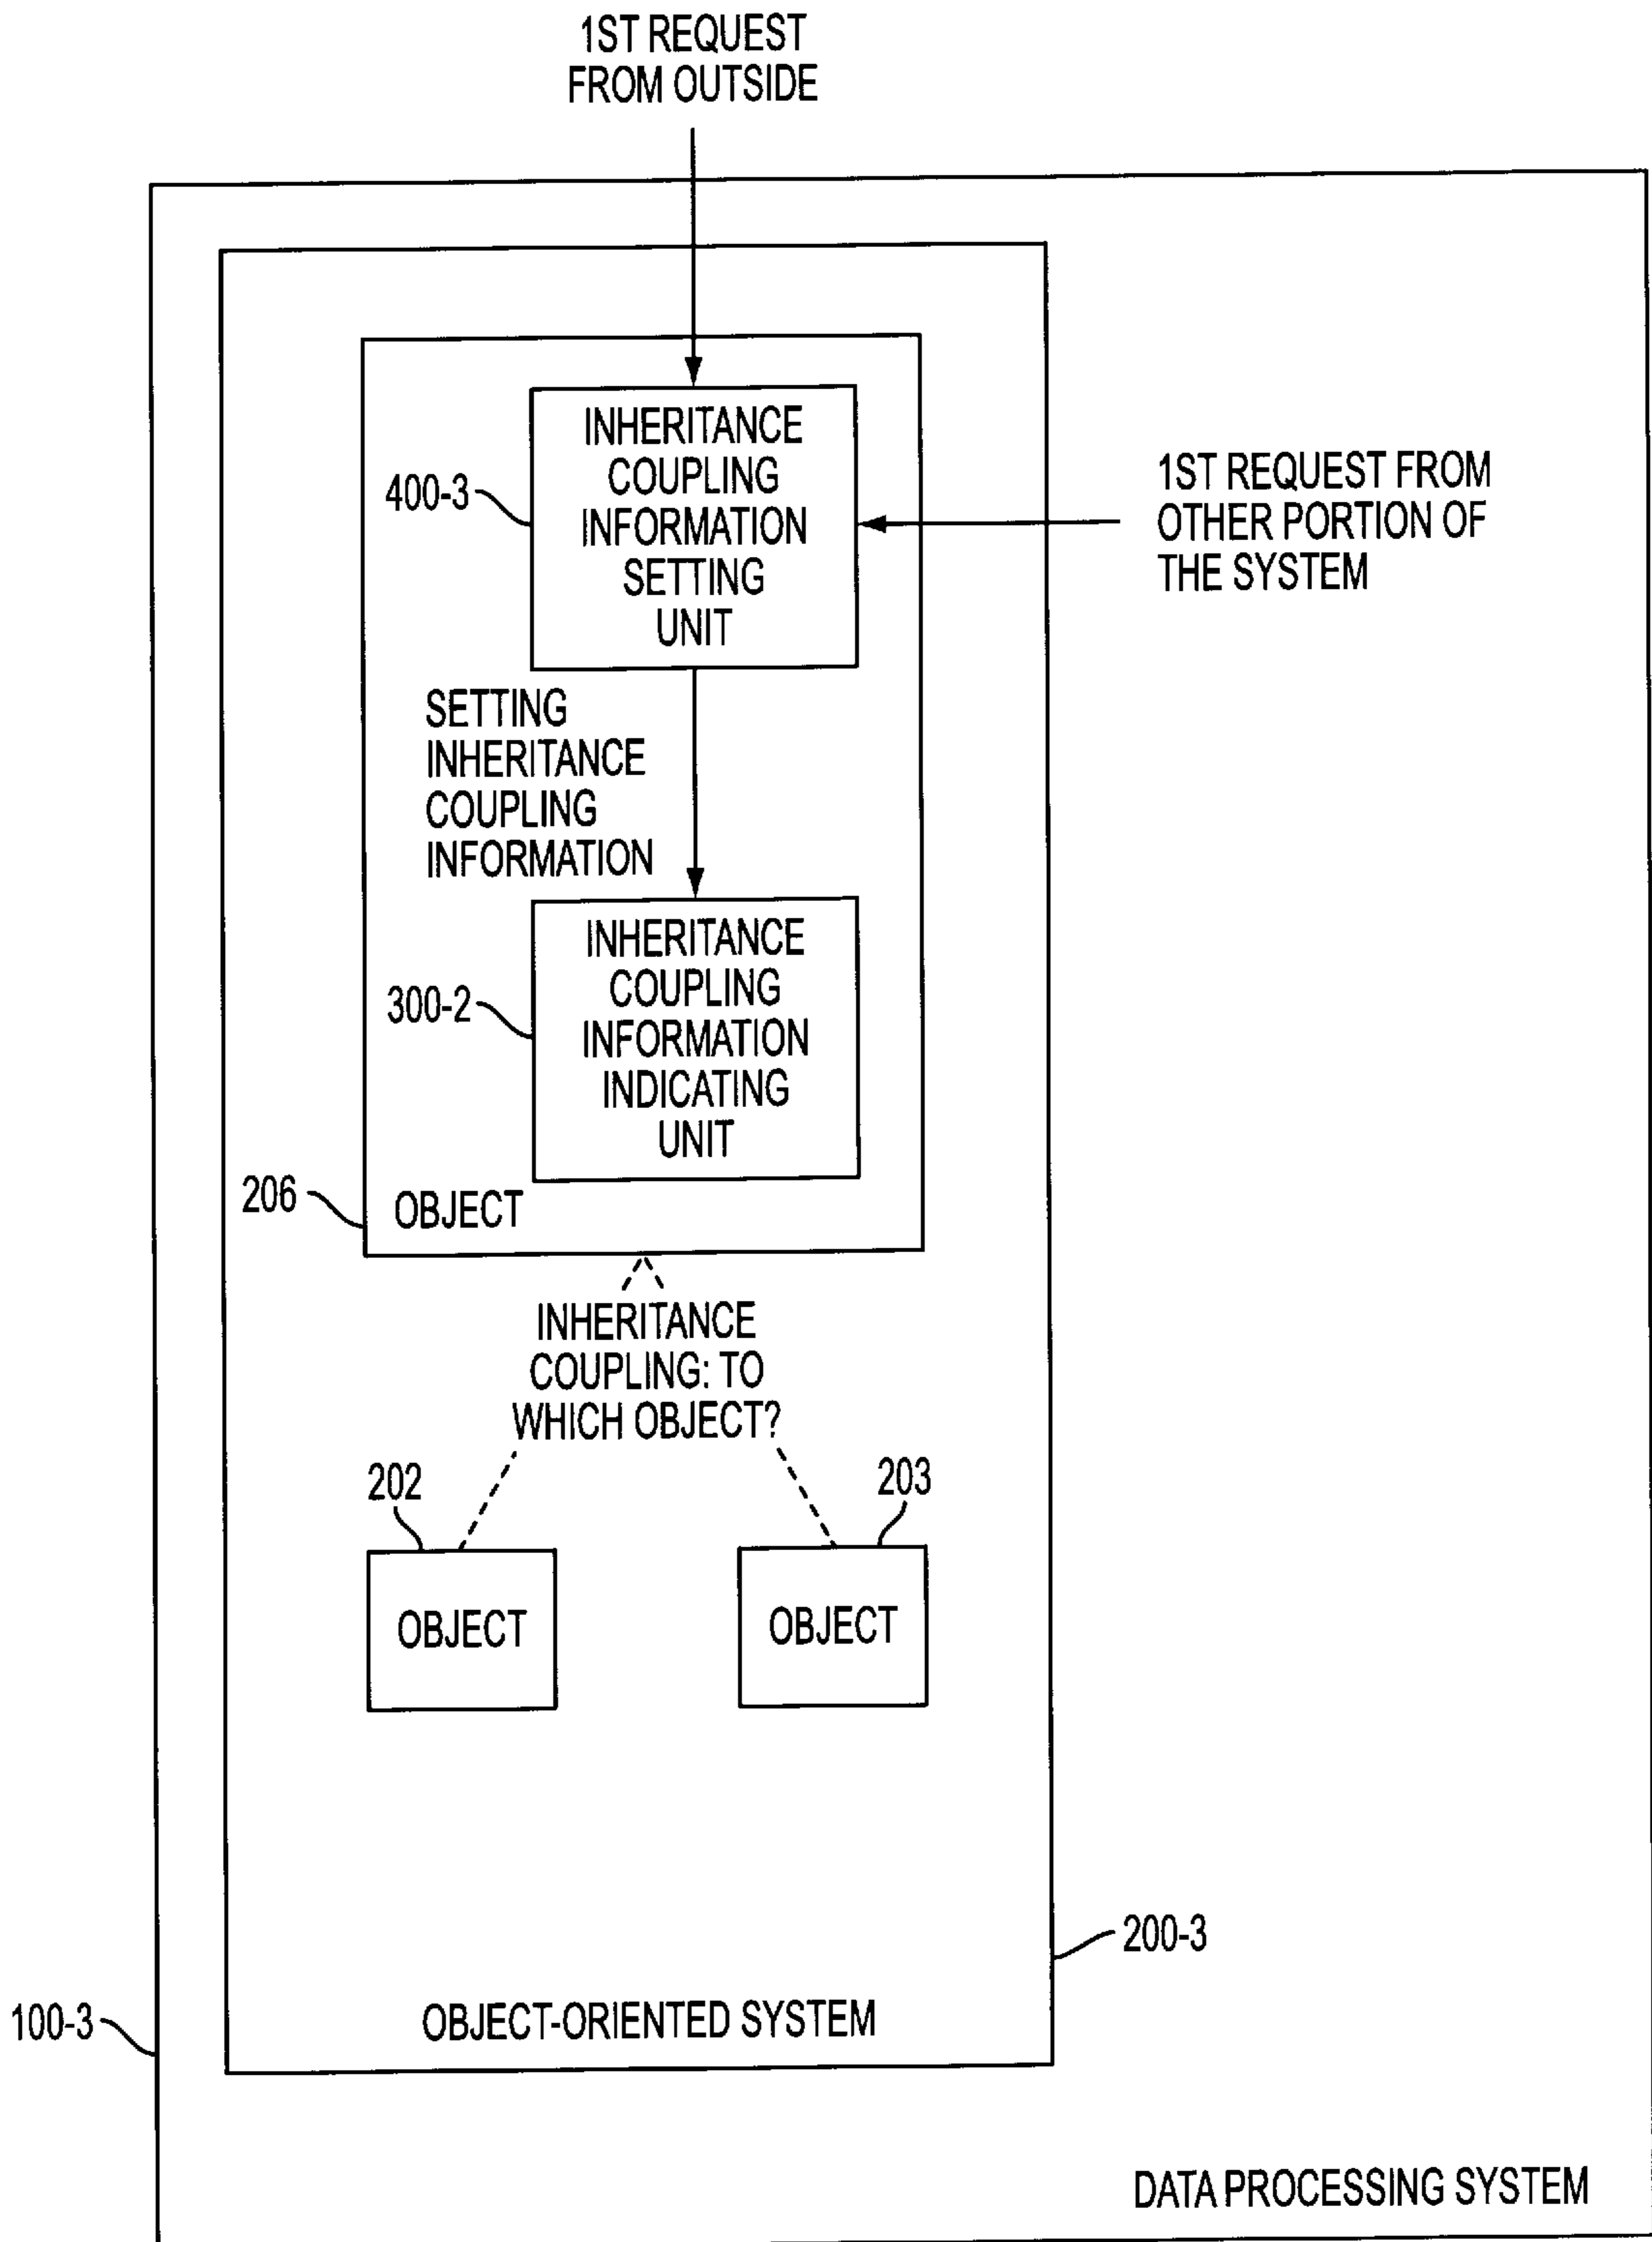 1ST REQUEST
FROM OUTSIDE
INHERITANCE
COUPLING
INFORMATION
SETTING
UNIT
400-3
1ST REQUEST FROM
OTHER PORTION OF
THE SYSTEM
SETTING
INHERITANCE
COUPLING
INFORMATION
INHERITANCE
COUPLING
INFORMATION
INDICATING
UNIT
300-2
206
OBJECT
INHERITANCE
COUPLING: TO
WHICH OBJECT?
202
203
OBJECT
OBJECT
200-3
100-3
OBJECT-ORIENTED SYSTEM
DATA PROCESSING SYSTEM